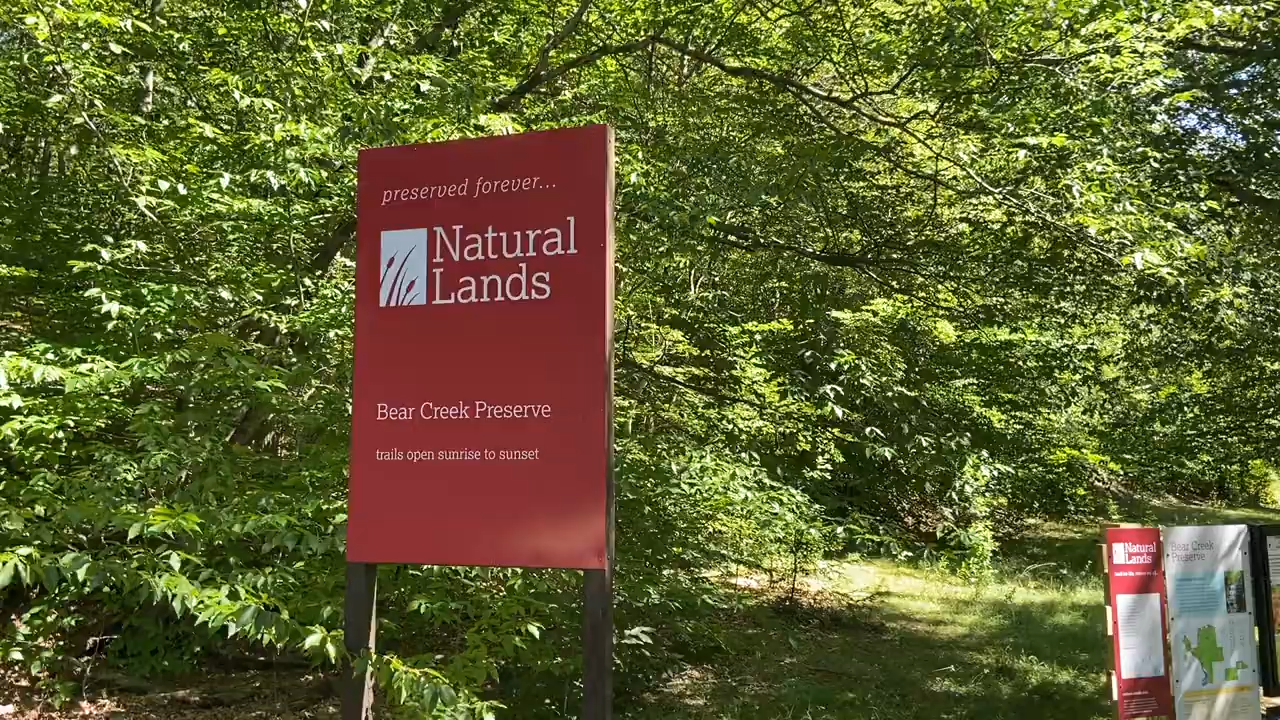 preserved forever...
Natural
Lands
Bear Creek Preserve
trails open sunrise to sunset
Natural
Lands
Bear Creek
Preserve